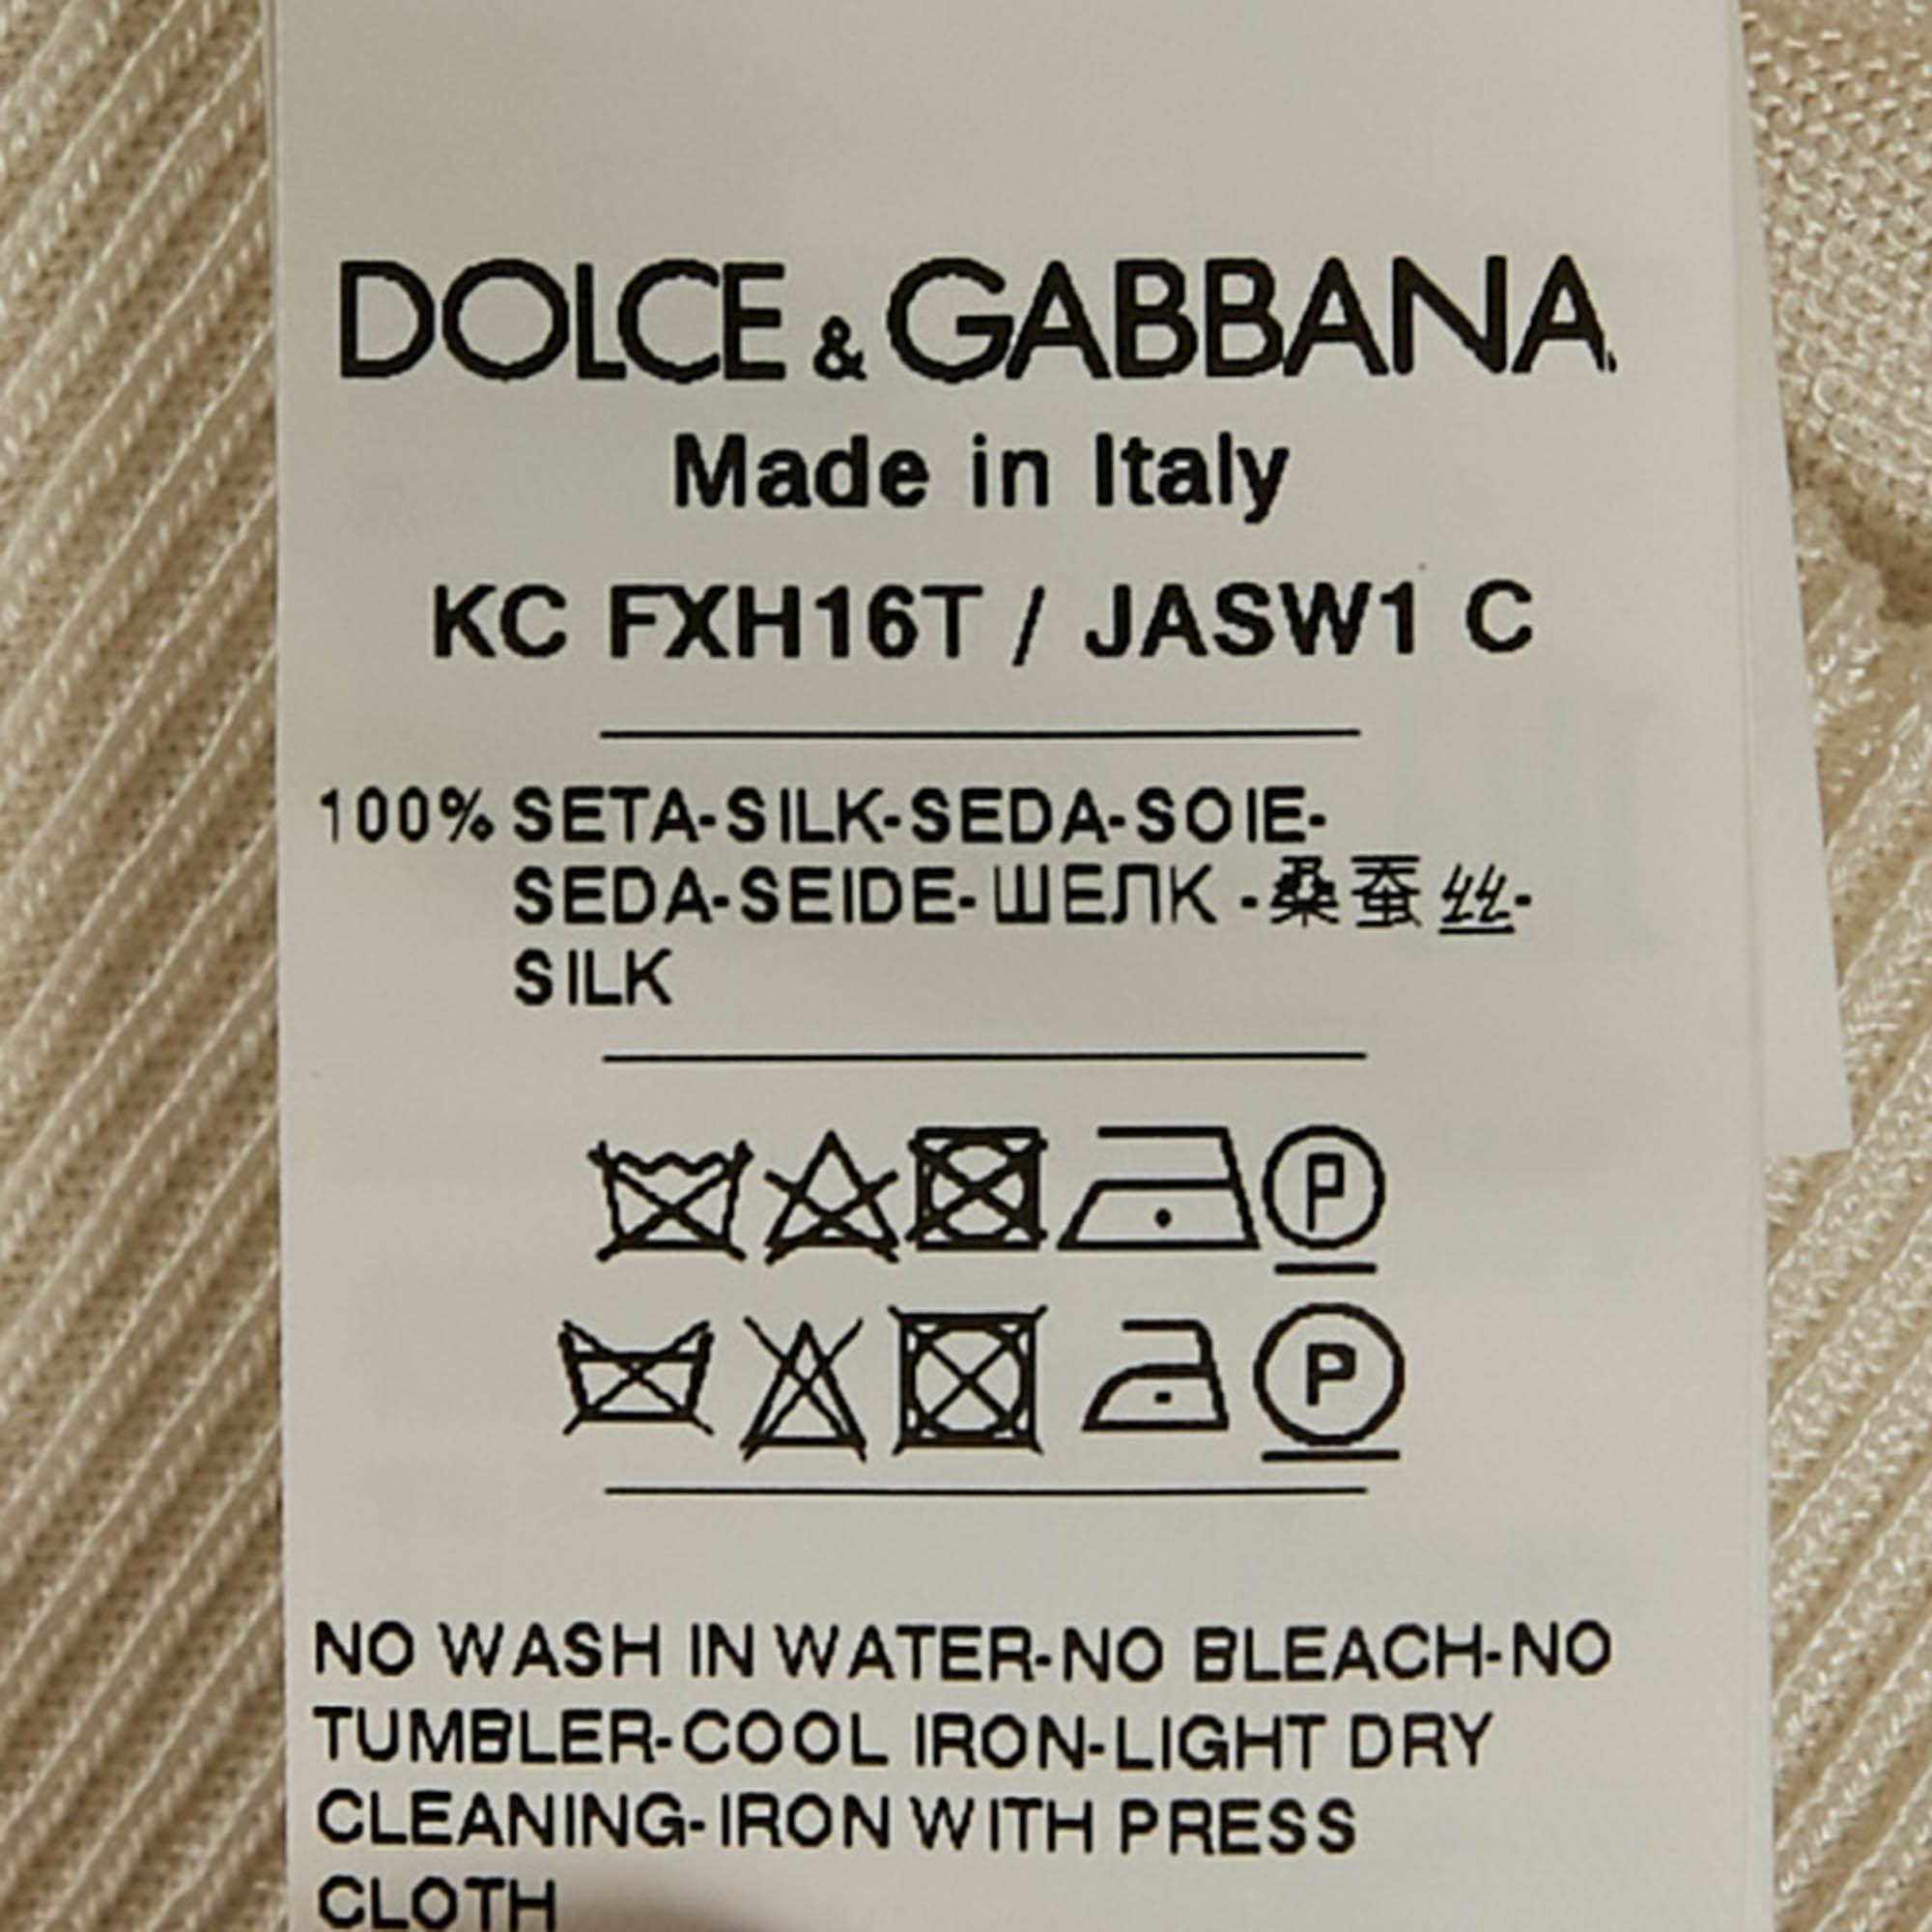 DOLCE & GABBANA
Made in Italy
KC FXH16T / JASW1 C
100% SETA-SILK-SEDA-SOIE-
SEDA-SEIDE-ШЕЛК -桑蚕丝-
SILK
P
P
NO WASH IN WATER-NO BLEACH-NO
TUMBLER-COOL IRON-LIGHT DRY
CLEANING-IRON WITH PRESS
CLOTH